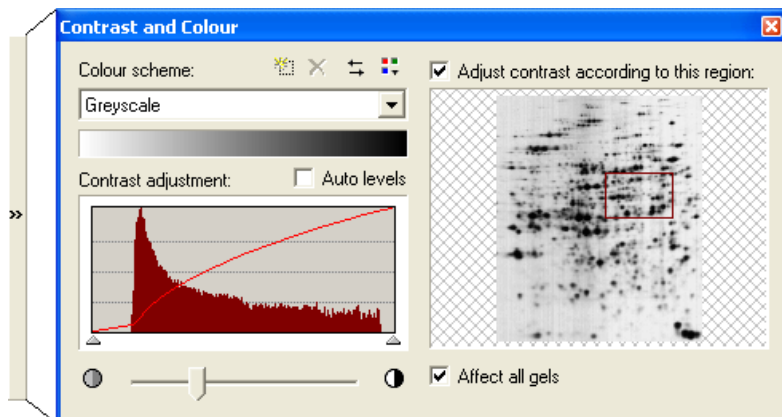 Contrast and Colour
Colour scheme:
Greyscale
Contrast adjustment:
Auto levels
Adjust contrast according to this region:
Affect all gels
»